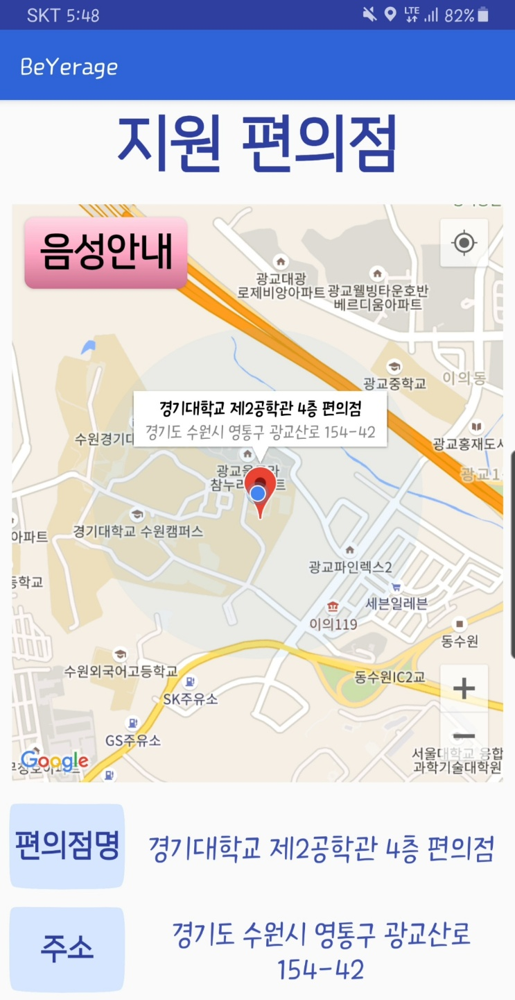 SKT 5:48
LTE
82%
BeYerage
지원 편의점
음성안내
광교대광
로제비앙아파트
광교웰빙타운호반
베르디움아파트
광교중학교
이의동
경기대학교 제2공학관 4층 편의점
경기도 수원시 영통구 광교산로 154-42
수원경기대
광교홍재도서
광교1
참누리
경기대학교 수원캠퍼스
아파트
광교파인렉스2
등학교
세븐일레븐
이의119
동수원
수원외국어고등학교
동수원IC2교
SK주유소
+
GS주유소
−
서울대학교 융합
과학기술대학원
Google
편의점명
경기대학교 제2공학관 4층 편의점
주소
경기도 수원시 영통구 광교산로
154-42